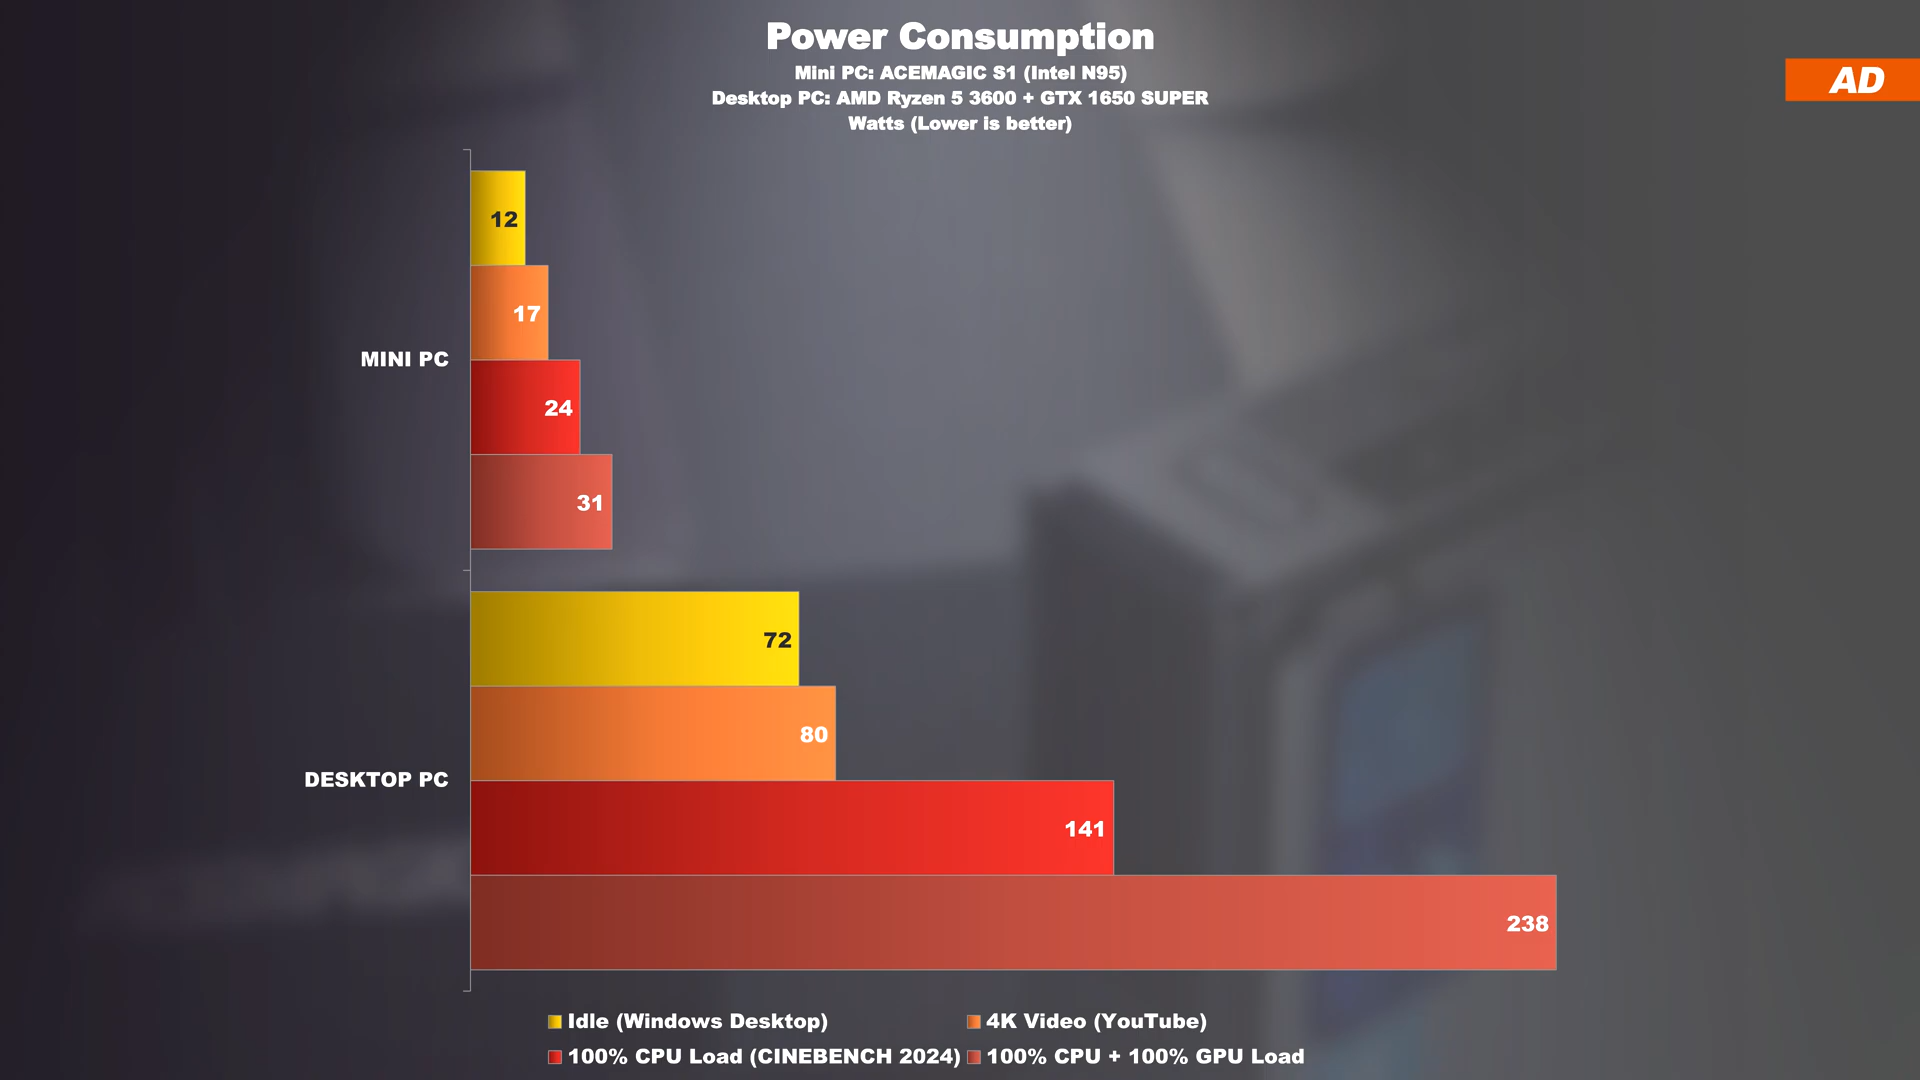 Power Consumption
Mini PC: ACEMAGIC S1 (Intel N95)
Desktop PC: AMD Ryzen 5 3600 + GTX 1650 SUPER
Watts (Lower is better)
AD
12
17
MINI PC
24
31
72
80
DESKTOP PC
141
238
Idle (Windows Desktop)
4K Video (YouTube)
100% CPU Load (CINEBENCH 2024)
100% CPU + 100% GPU Load